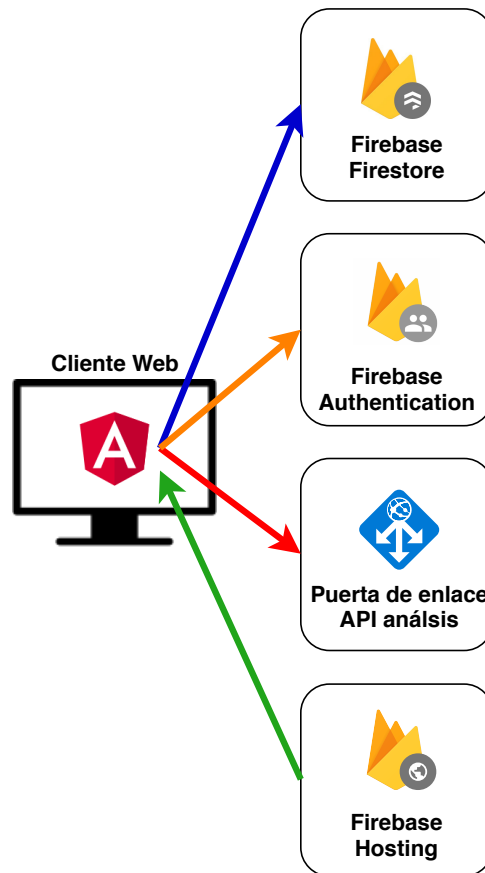 Firebase
Firestore
Cliente Web
Firebase
Authentication
A
Puerta de enlace
API análsis
Firebase
Hosting